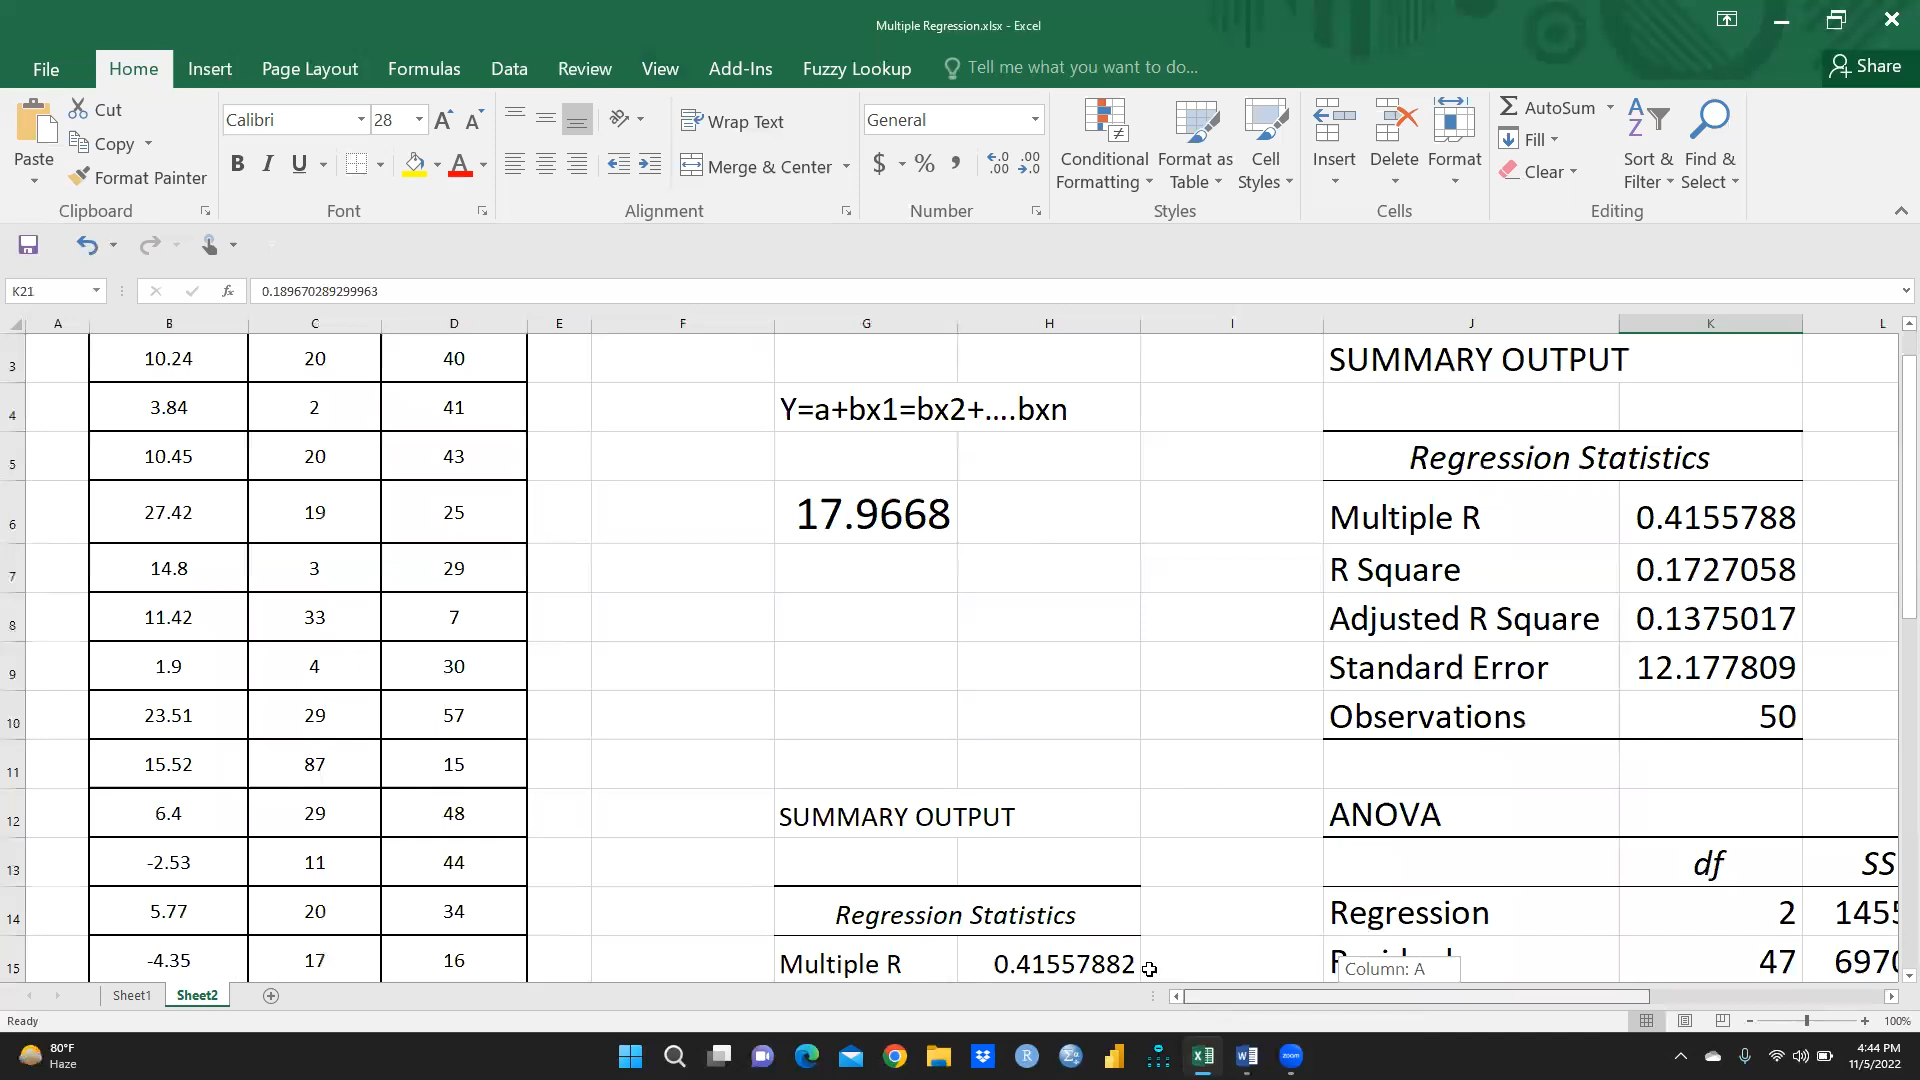 Multiple Regression.xlsx - Excel
File Home Insert Page Layout Formulas Data Review View Add-Ins Fuzzy Lookup Tell me what you want to do... Share
Cut
Copy
Format Painter
Paste
Clipboard
Calibri 28
B I U
Font
Wrap Text
Merge & Center
Alignment
General
$ % ,
Number
Conditional Formatting
Format as Table
Cell Styles
Styles
Insert Delete Format
Cells
AutoSum
Fill
Clear
Sort & Filter
Find & Select
Editing
K21 fx 0.189670289299963
A B C D E F G H I J K L
3 10.24 20 40 SUMMARY OUTPUT
4 3.84 2 41 Y=a+bx1=bx2+....bxn
5 10.45 20 43 Regression Statistics
6 27.42 19 25 17.9668 Multiple R 0.4155788
7 14.8 3 29 R Square 0.1727058
8 11.42 33 7 Adjusted R Square 0.1375017
9 1.9 4 30 Standard Error 12.177809
10 23.51 29 57 Observations 50
11 15.52 87 15
12 6.4 29 48 SUMMARY OUTPUT ANOVA
13 -2.53 11 44 df SS
14 5.77 20 34 Regression Statistics Regression 2 1455
15 -4.35 17 16 Multiple R 0.41557882 47 6970
Column: A
Sheet1 Sheet2
Ready 100%
80°F
Haze
zoom
4:44 PM
11/5/2022